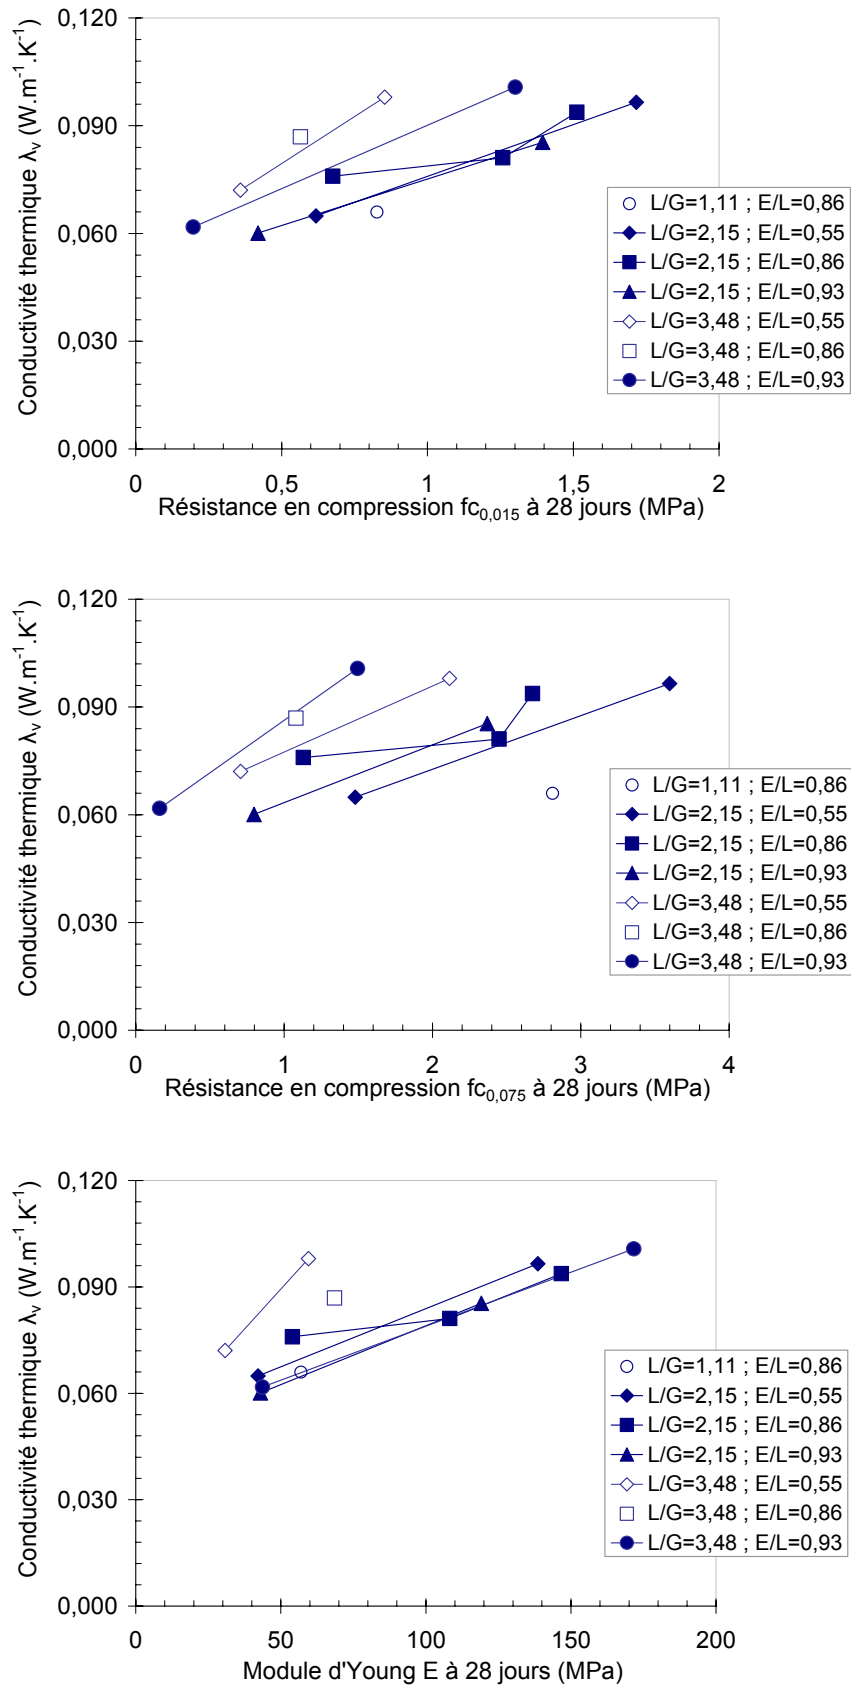 0,120
0,090
0,060
0,030
0,000
Conductivité thermique λv (W.m-1.K-1)
0 0,5 1 1,5 2
Résistance en compression fc0,015 à 28 jours (MPa)
L/G=1,11 ; E/L=0,86
L/G=2,15 ; E/L=0,55
L/G=2,15 ; E/L=0,86
L/G=2,15 ; E/L=0,93
L/G=3,48 ; E/L=0,55
L/G=3,48 ; E/L=0,86
L/G=3,48 ; E/L=0,93
0,120
0,090
0,060
0,030
0,000
Conductivité thermique λv (W.m-1.K-1)
0 1 2 3 4
Résistance en compression fc0,075 à 28 jours (MPa)
L/G=1,11 ; E/L=0,86
L/G=2,15 ; E/L=0,55
L/G=2,15 ; E/L=0,86
L/G=2,15 ; E/L=0,93
L/G=3,48 ; E/L=0,55
L/G=3,48 ; E/L=0,86
L/G=3,48 ; E/L=0,93
0,120
0,090
0,060
0,030
0,000
Conductivité thermique λv (W.m-1.K-1)
0 50 100 150 200
Module d'Young E à 28 jours (MPa)
L/G=1,11 ; E/L=0,86
L/G=2,15 ; E/L=0,55
L/G=2,15 ; E/L=0,86
L/G=2,15 ; E/L=0,93
L/G=3,48 ; E/L=0,55
L/G=3,48 ; E/L=0,86
L/G=3,48 ; E/L=0,93